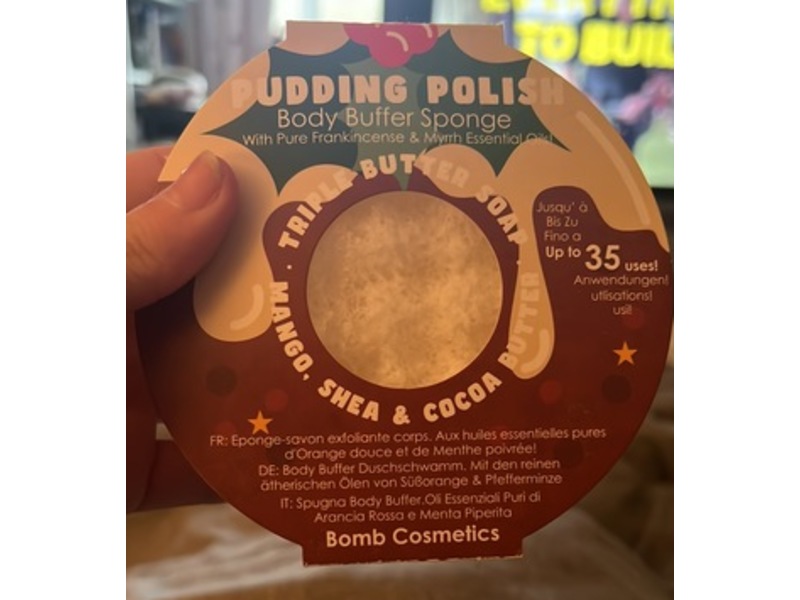 PUDDING POLISH
Body Buffer Sponge
With Pure Frankincense & Myrrh Essential Oils!
TRIPLE BUTTER SOAP
· MANGO, SHEA & COCOA BUTTER ·
Jusqu' à
Bis Zu
Fino a
Up to 35 uses!
Anwendungen!
utlisations!
usi!
FR: Eponge-savon exfoliante corps. Aux huiles essentielles pures
d'Orange douce et de Menthe poivrée!
DE: Body Buffer Duschschwamm. Mit den reinen
ätherischen Ölen von Süßorange & Pfefferminze
IT: Spugna Body Buffer.Oli Essenziali Puri di
Arancia Rossa e Menta Piperita
Bomb Cosmetics